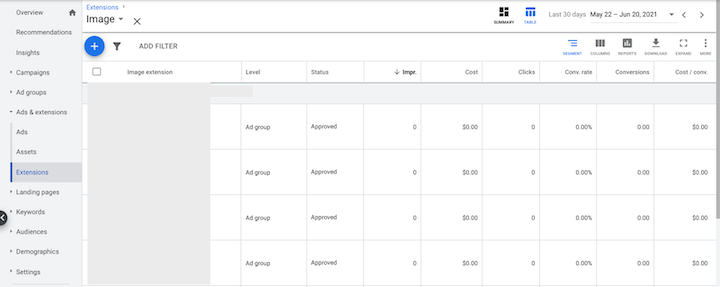 Overview
Recommendations
Insights
Campaigns
Ad groups
Ads & extensions
Ads
Assets
Extensions
Landing pages
Keywords
Audiences
Demographics
Settings
Extensions
Image
SUMMARY
TABLE
Last 30 days May 22 – Jun 20, 2021
ADD FILTER
SEGMENT
COLUMNS
REPORTS
DOWNLOAD
EXPAND
MORE
Image extension Level Status Impr. Cost Clicks Conv. rate Conversions Cost / conv.
Ad group Approved 0 $0.00 0 0.00% 0.00 $0.00
Ad group Approved 0 $0.00 0 0.00% 0.00 $0.00
Ad group Approved 0 $0.00 0 0.00% 0.00 $0.00
Ad group Approved 0 $0.00 0 0.00% 0.00 $0.00